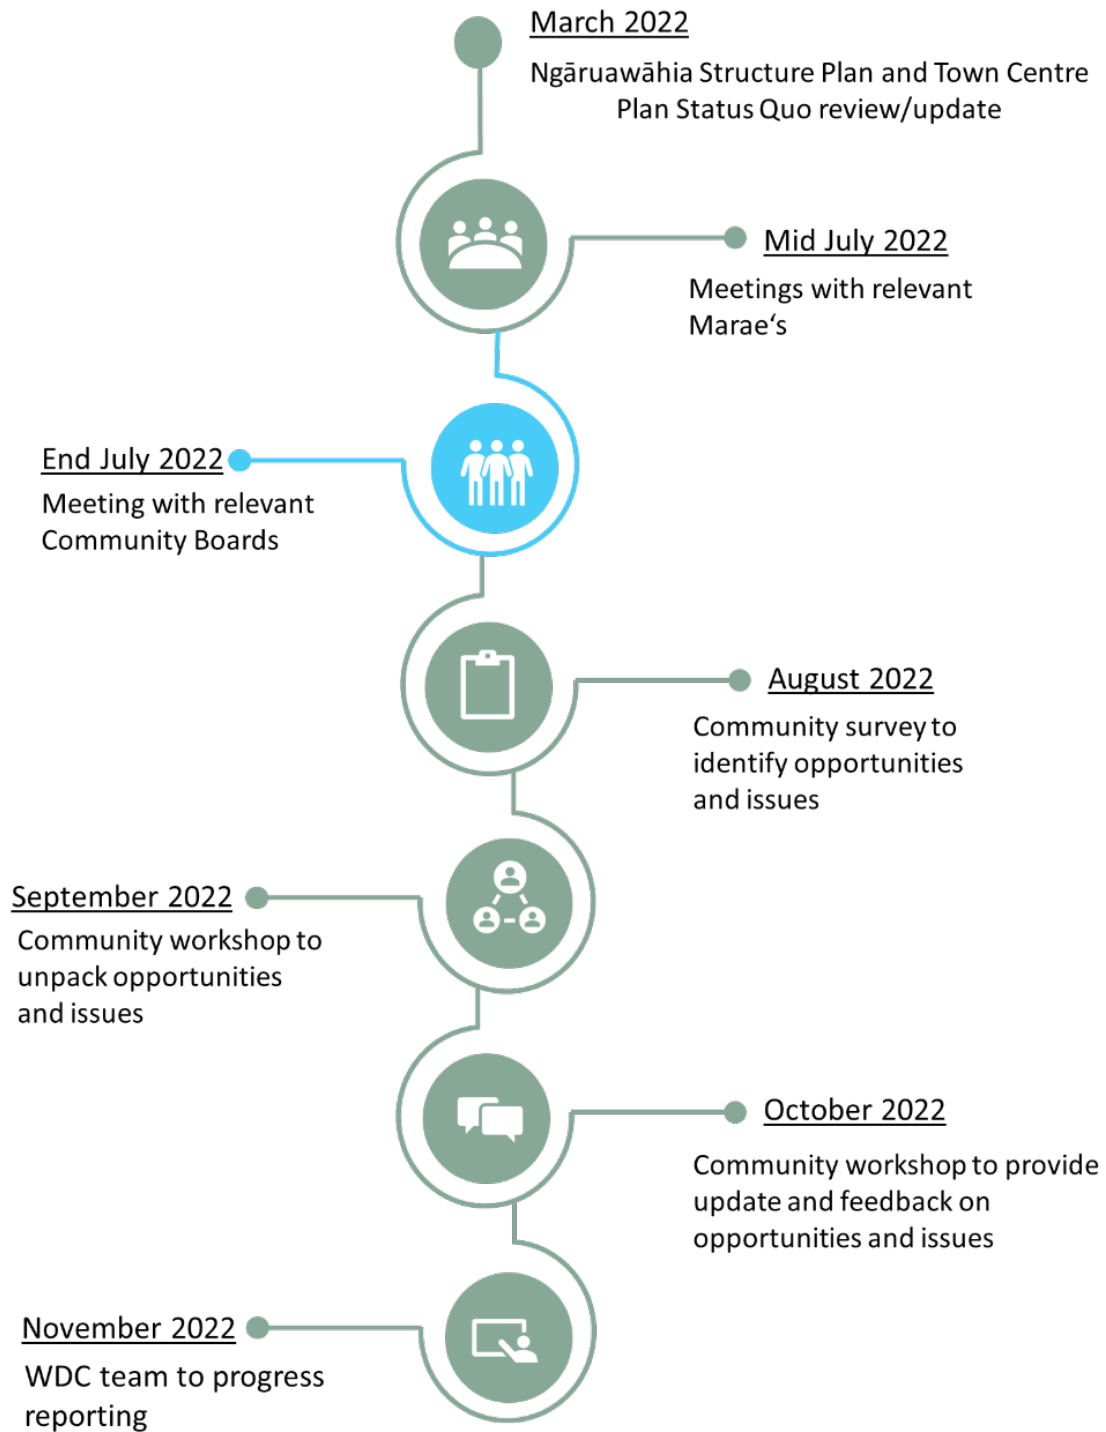 March 2022
Ngāruawāhia Structure Plan and Town Centre
Plan Status Quo review/update
Mid July 2022
Meetings with relevant
Marae‘s
End July 2022
Meeting with relevant
Community Boards
August 2022
Community survey to
identify opportunities
and issues
September 2022
Community workshop to
unpack opportunities
and issues
October 2022
Community workshop to provide
update and feedback on
opportunities and issues
November 2022
WDC team to progress
reporting